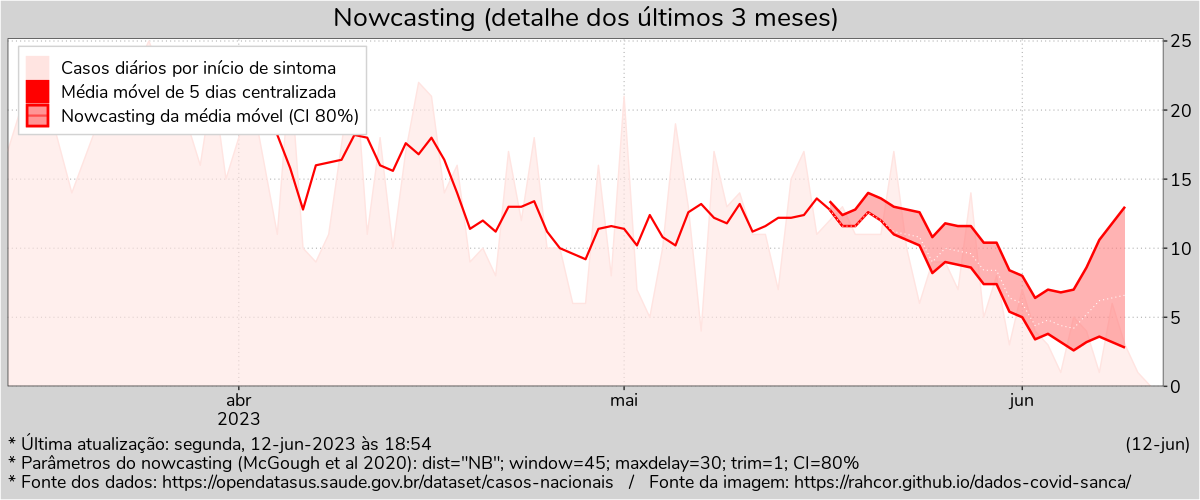 Nowcasting (detalhe dos últimos 3 meses)
Casos diários por início de sintoma
Média móvel de 5 dias centralizada
Nowcasting da média móvel (CI 80%)
25
20
15
10
5
0
abr
2023
mai
jun
* Última atualização: segunda, 12-jun-2023 às 18:54
(12-jun)
* Parâmetros do nowcasting (McGough et al 2020): dist="NB"; window=45; maxdelay=30; trim=1; CI=80%
* Fonte dos dados: https://opendatasus.saude.gov.br/dataset/casos-nacionais / Fonte da imagem: https://rahcor.github.io/dados-covid-sanca/